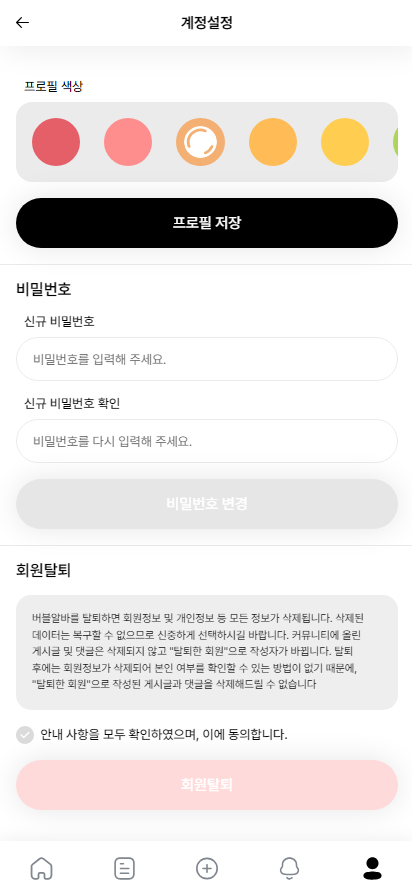 계정설정
프로필 색상
프로필 저장
비밀번호
신규 비밀번호
비밀번호를 입력해 주세요.
신규 비밀번호 확인
비밀번호를 다시 입력해 주세요.
비밀번호 변경
회원탈퇴
버블알바를 탈퇴하면 회원정보 및 개인정보 등 모든 정보가 삭제됩니다. 삭제된
데이터는 복구할 수 없으므로 신중하게 선택하시길 바랍니다. 커뮤니티에 올린
게시글 및 댓글은 삭제되지 않고 "탈퇴한 회원"으로 작성자가 바뀝니다. 탈퇴
후에는 회원정보가 삭제되어 본인 여부를 확인할 수 있는 방법이 없기 때문에,
"탈퇴한 회원"으로 작성된 게시글과 댓글을 삭제해드릴 수 없습니다
안내 사항을 모두 확인하였으며, 이에 동의합니다.
회원탈퇴